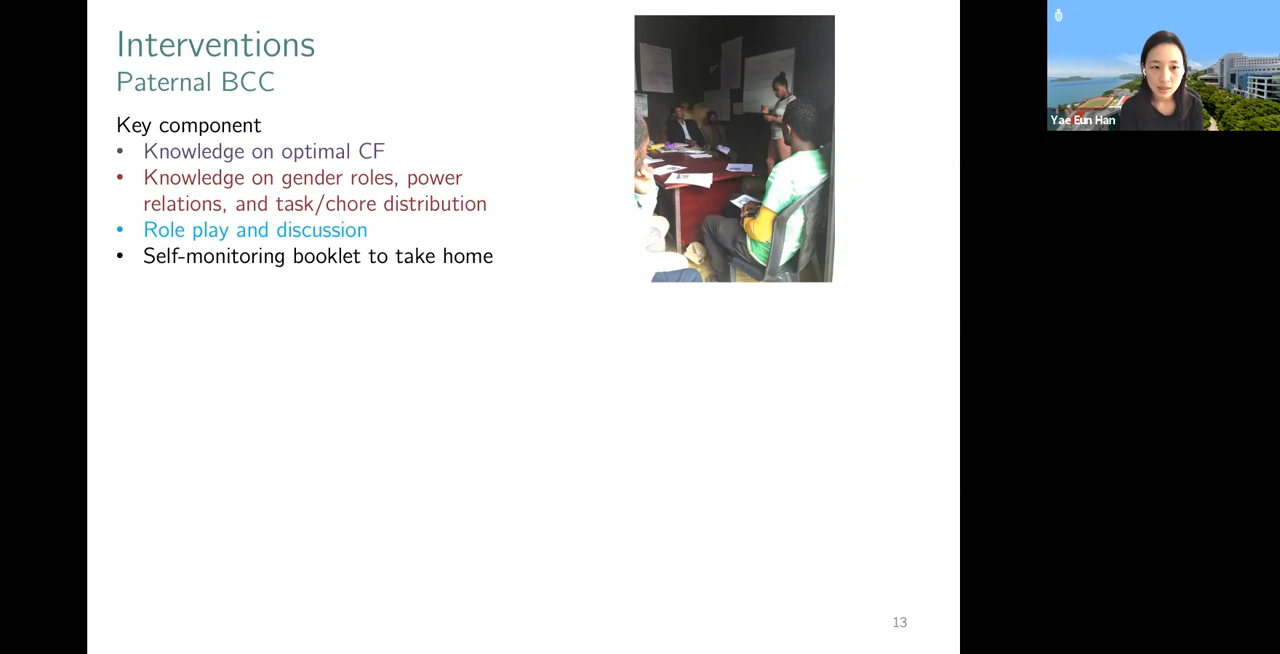 Interventions
Paternal BCC
Key component
• Knowledge on optimal CF
• Knowledge on gender roles, power
relations, and task/chore distribution
• Role play and discussion
• Self-monitoring booklet to take home
13
Yae Eun Han